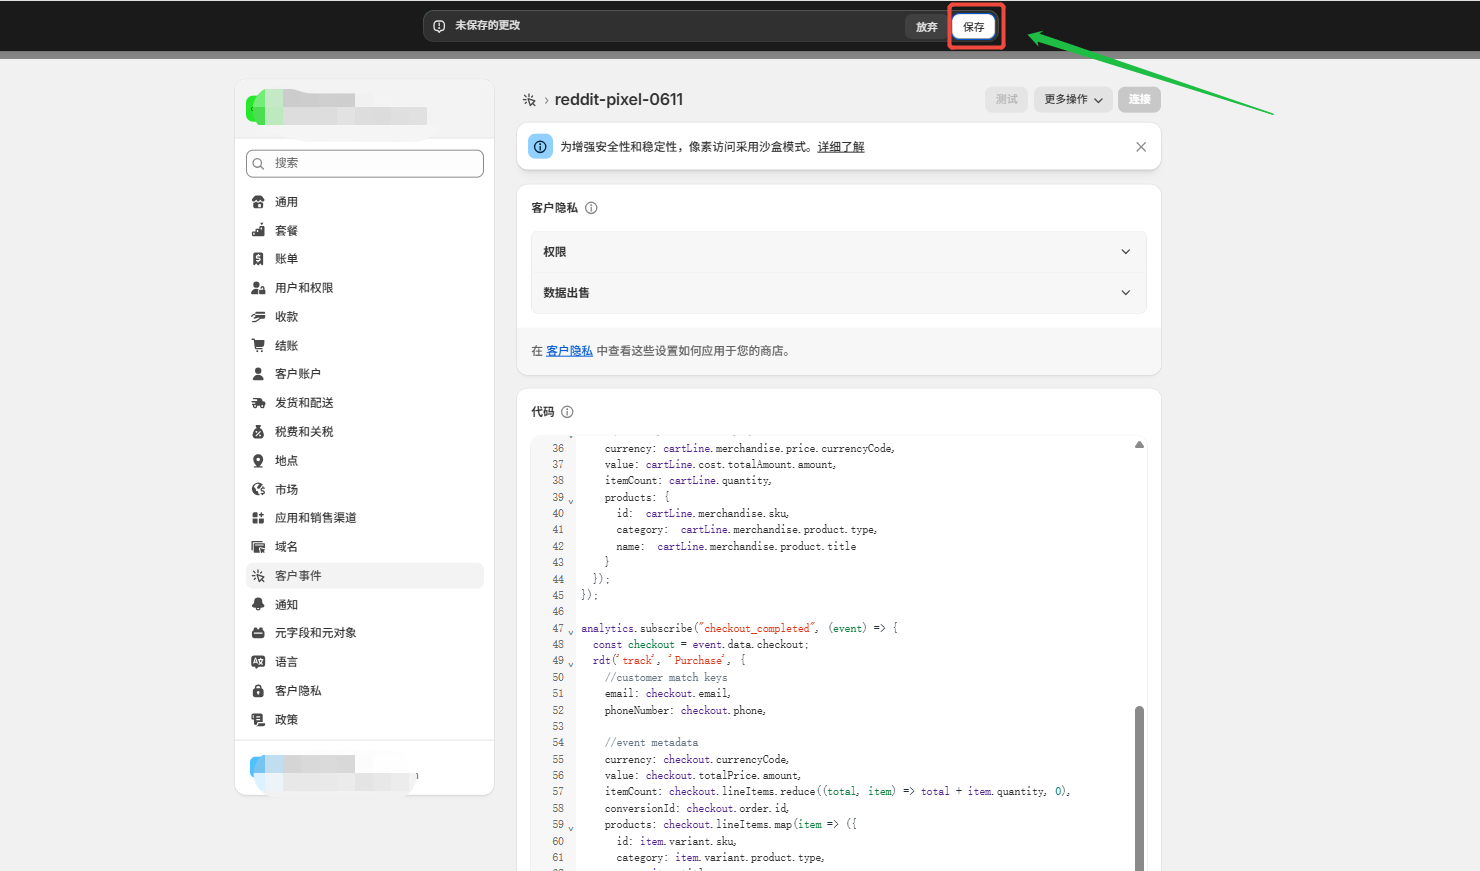 未保存的更改
放弃
保存
reddit-pixel-0611
测试
更多操作
连接
为增强安全性和稳定性，像素访问采用沙盒模式。详细了解
搜索
通用
套餐
账单
用户和权限
收款
结账
客户账户
发货和配送
税费和关税
地点
市场
应用和销售渠道
域名
客户事件
通知
元字段和元对象
语言
客户隐私
政策
客户隐私
权限
数据出售
在 客户隐私 中查看这些设置如何应用于您的商店。
代码
36 currency: cartLine.merchandise.price.currencyCode,
37 value: cartLine.cost.totalAmount.amount,
38 itemCount: cartLine.quantity,
39 products: {
40 id: cartLine.merchandise.sku,
41 category: cartLine.merchandise.product.type,
42 name: cartLine.merchandise.product.title
43 }
44 });
45 });
46
47 analytics.subscribe("checkout_completed", (event) => {
48 const checkout = event.data.checkout;
49 rdt('track', 'Purchase', {
50 //customer match keys
51 email: checkout.email,
52 phoneNumber: checkout.phone,
53
54 //event metadata
55 currency: checkout.currencyCode,
56 value: checkout.totalPrice.amount,
57 itemCount: checkout.lineItems.reduce((total, item) => total + item.quantity, 0),
58 conversionId: checkout.order.id,
59 products: checkout.lineItems.map(item => ({
60 id: item.variant.sku,
61 category: item.variant.product.type,